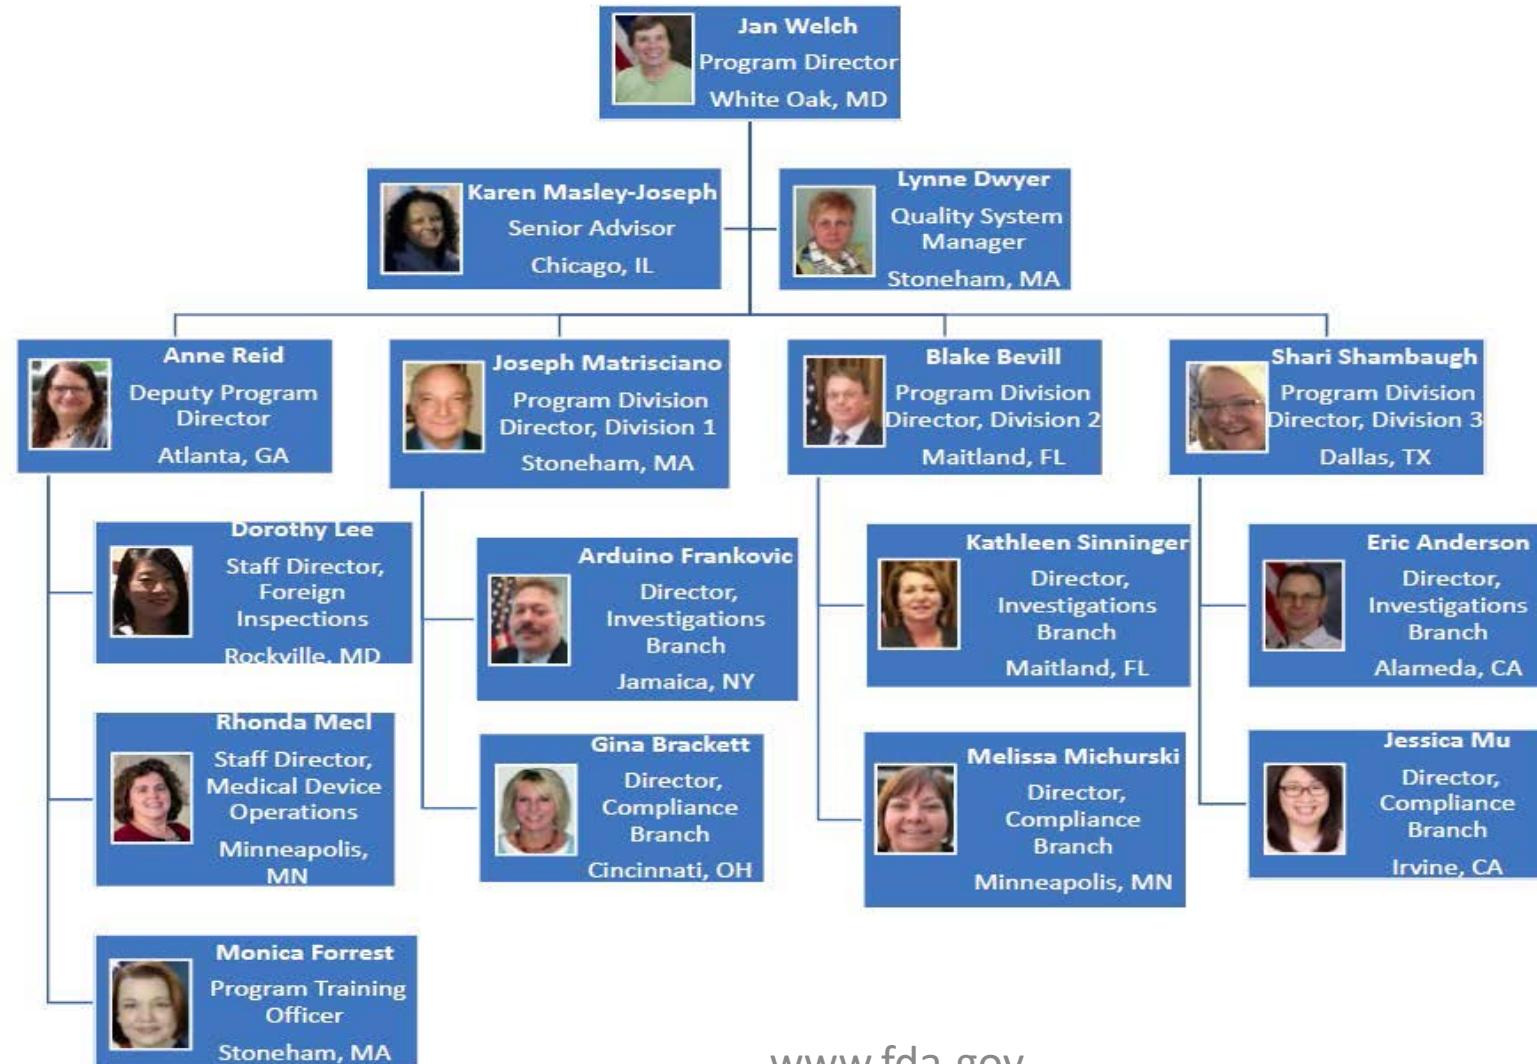 Jan Welch
Program Director
White Oak, MD
Karen Masley-Joseph
Senior Advisor
Chicago, IL
Lynne Dwyer
Quality System
Manager
Stoneham, MA
Anne Reid
Deputy Program
Director
Atlanta, GA
Joseph Matrisciano
Program Division
Director, Division 1
Stoneham, MA
Blake Bevill
Program Division
Director, Division 2
Maitland, FL
Shari Shambaugh
Program Division
Director, Division 3
Dallas, TX
Dorothy Lee
Staff Director,
Foreign
Inspections
Rockville, MD
Rhonda Mecl
Staff Director,
Medical Device
Operations
Minneapolis,
MN
Monica Forrest
Program Training
Officer
Stoneham, MA
Arduino Frankovic
Director,
Investigations
Branch
Jamaica, NY
Gina Brackett
Director,
Compliance
Branch
Cincinnati, OH
Kathleen Sinninger
Director,
Investigations
Branch
Maitland, FL
Melissa Michurski
Director,
Compliance
Branch
Minneapolis, MN
Eric Anderson
Director,
Investigations
Branch
Alameda, CA
Jessica Mu
Director,
Compliance
Branch
Irvine, CA
www.fda.gov